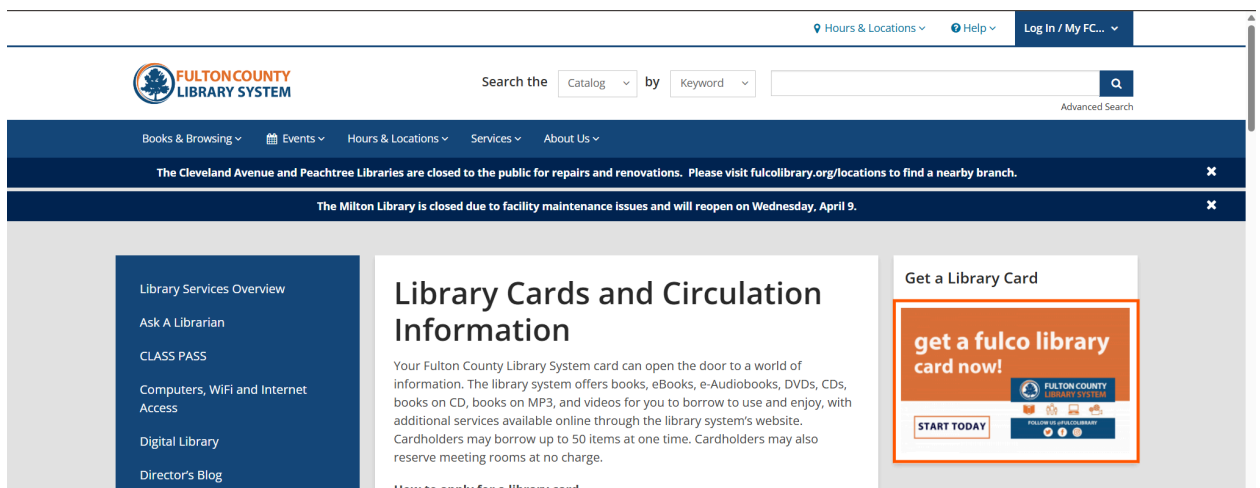 Hours & Locations
Help
Log In / My FC...
FULTON COUNTY
LIBRARY SYSTEM
Search the Catalog by Keyword
Advanced Search
Books & Browsing Events Hours & Locations Services About Us
The Cleveland Avenue and Peachtree Libraries are closed to the public for repairs and renovations. Please visit fulcolibrary.org/locations to find a nearby branch.
The Milton Library is closed due to facility maintenance issues and will reopen on Wednesday, April 9.
Library Services Overview
Ask A Librarian
CLASS PASS
Computers, WiFi and Internet
Access
Digital Library
Director's Blog
Library Cards and Circulation
Information
Your Fulton County Library System card can open the door to a world of
information. The library system offers books, eBooks, e-Audiobooks, DVDs, CDs,
books on CD, books on MP3, and videos for you to borrow to use and enjoy, with
additional services available online through the library system's website.
Cardholders may borrow up to 50 items at one time. Cardholders may also
reserve meeting rooms at no charge.
How to apply for a library card
Get a Library Card
get a fulco library
card now!
FULTON COUNTY
LIBRARY SYSTEM
START TODAY
FOLLOW US @FULCOLIBRARY